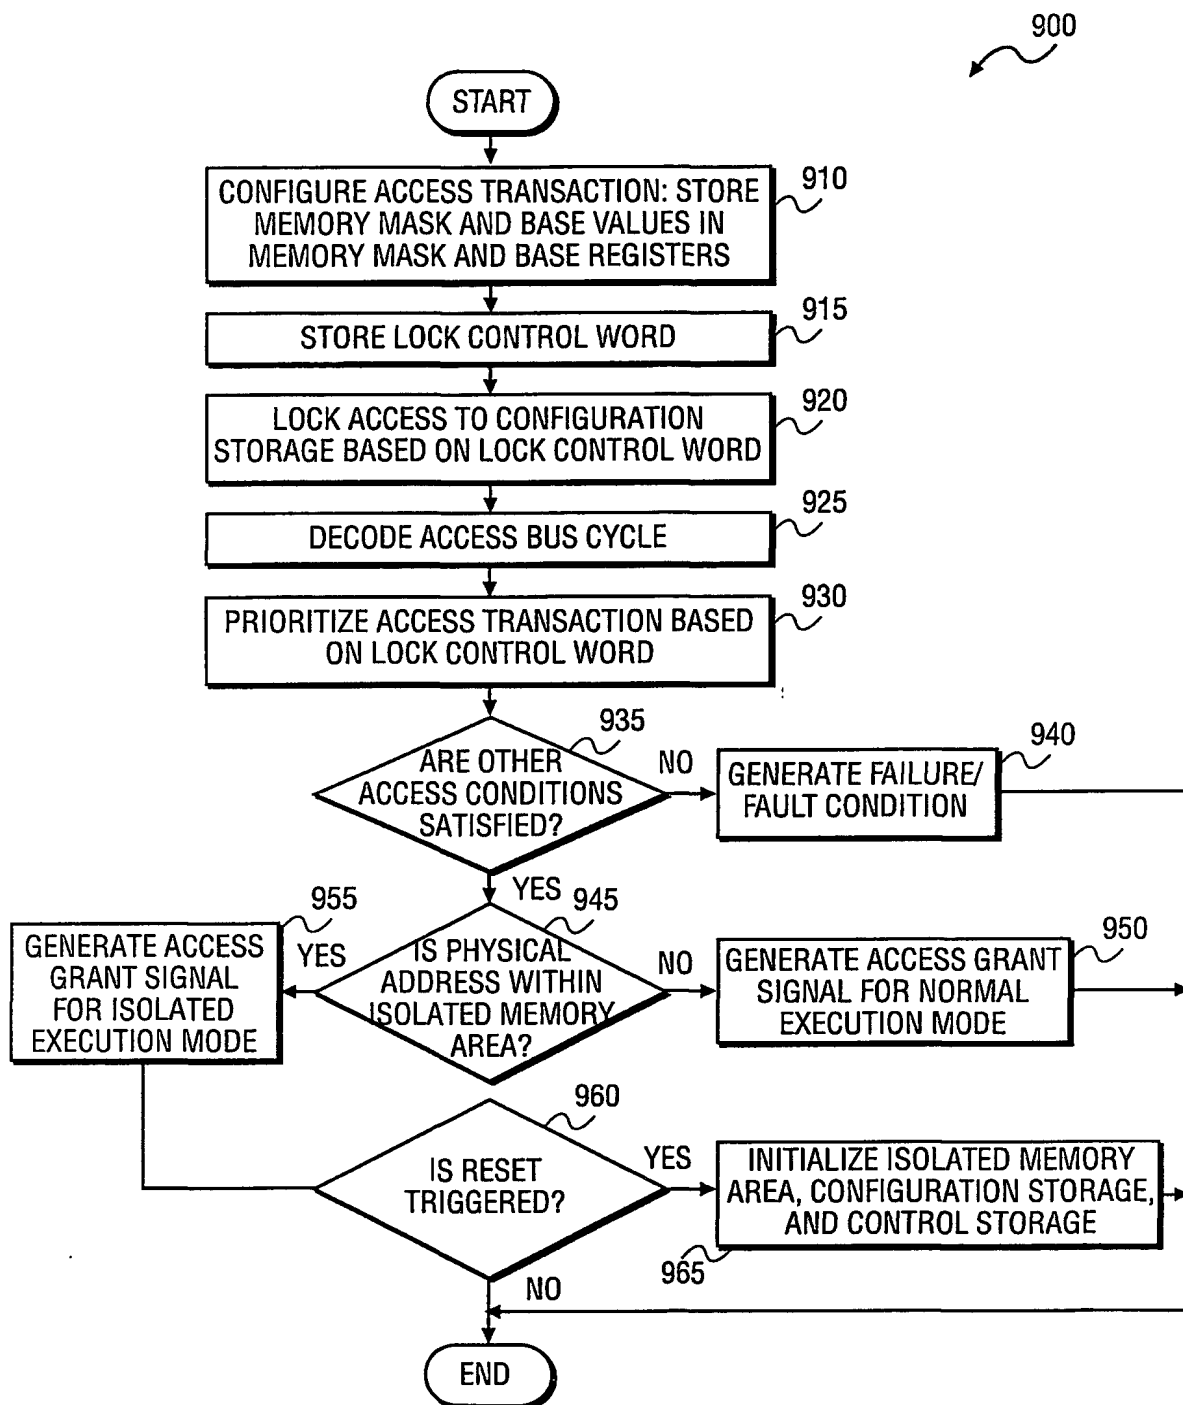 900
START
CONFIGURE ACCESS TRANSACTION: STORE
MEMORY MASK AND BASE VALUES IN
MEMORY MASK AND BASE REGISTERS
910
STORE LOCK CONTROL WORD
915
LOCK ACCESS TO CONFIGURATION
STORAGE BASED ON LOCK CONTROL WORD
920
DECODE ACCESS BUS CYCLE
925
PRIORITIZE ACCESS TRANSACTION BASED
ON LOCK CONTROL WORD
930
ARE OTHER
ACCESS CONDITIONS
SATISFIED?
935
NO
GENERATE FAILURE/
FAULT CONDITION
940
YES
IS PHYSICAL
ADDRESS WITHIN
ISOLATED MEMORY
AREA?
945
YES
GENERATE ACCESS
GRANT SIGNAL
FOR ISOLATED
EXECUTION MODE
955
NO
GENERATE ACCESS GRANT
SIGNAL FOR NORMAL
EXECUTION MODE
950
IS RESET
TRIGGERED?
960
YES
INITIALIZE ISOLATED MEMORY
AREA, CONFIGURATION STORAGE,
AND CONTROL STORAGE
965
NO
END